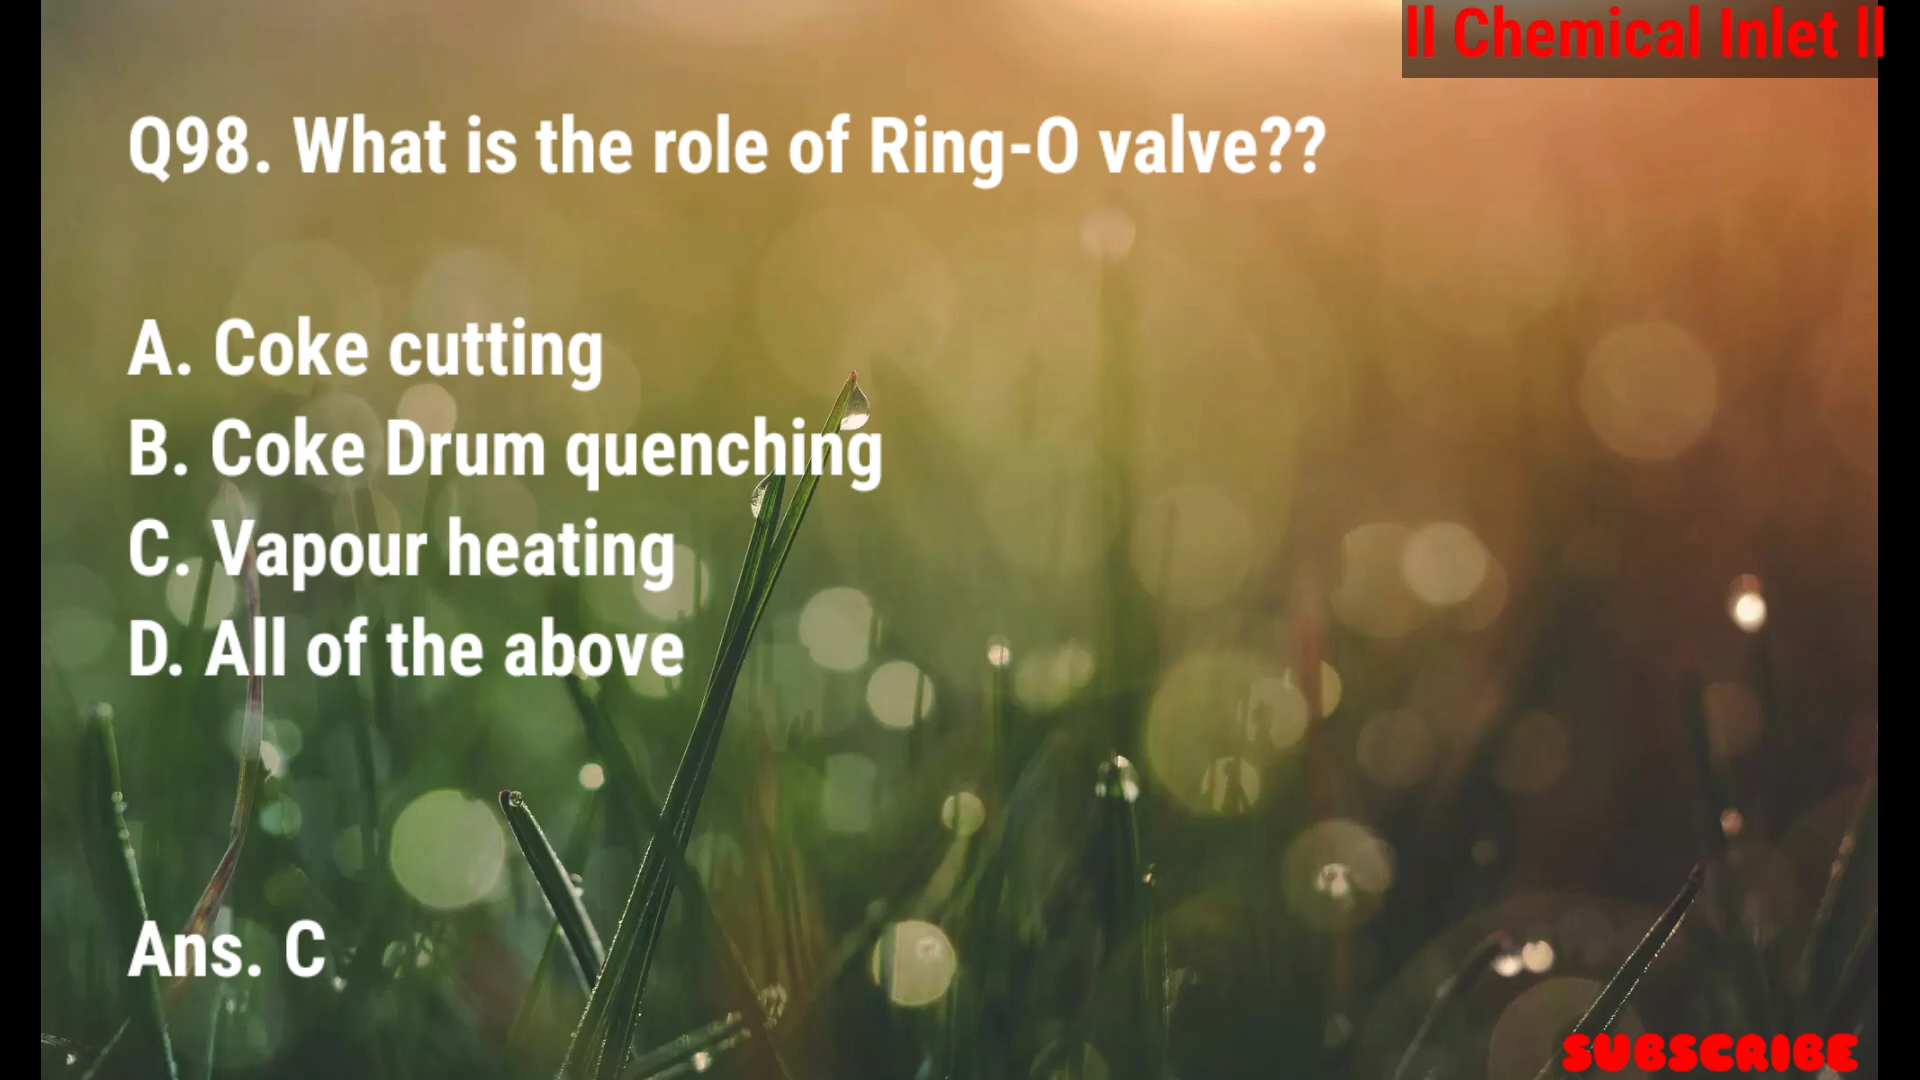 ll Chemical Inlet ll
Q98. What is the role of Ring-O valve??
A. Coke cutting
B. Coke Drum quenching
C. Vapour heating
D. All of the above
Ans. C
SUBSCRIBE